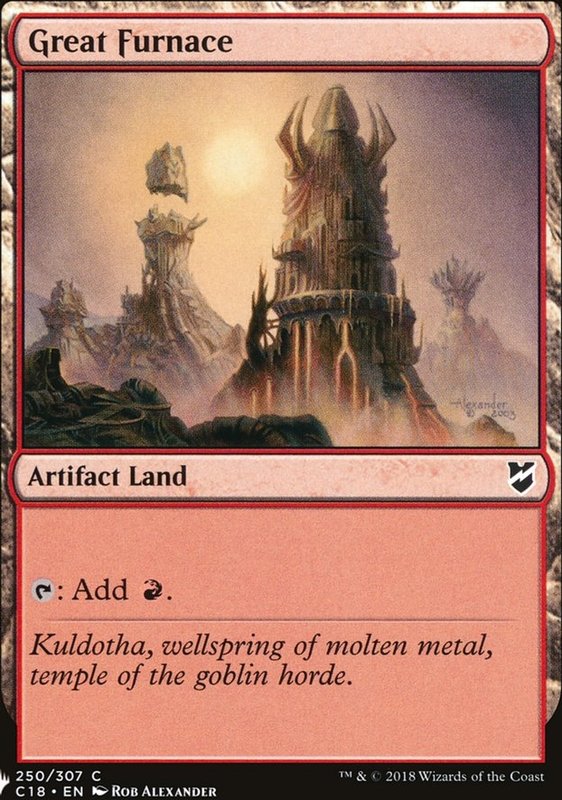 Great Furnace
Alexander
© 2003
Artifact Land
: Add .
Kuldotha, wellspring of molten metal,
temple of the goblin horde.
250/307 C
C18 • EN Rob Alexander
™ & © 2018 Wizards of the Coast